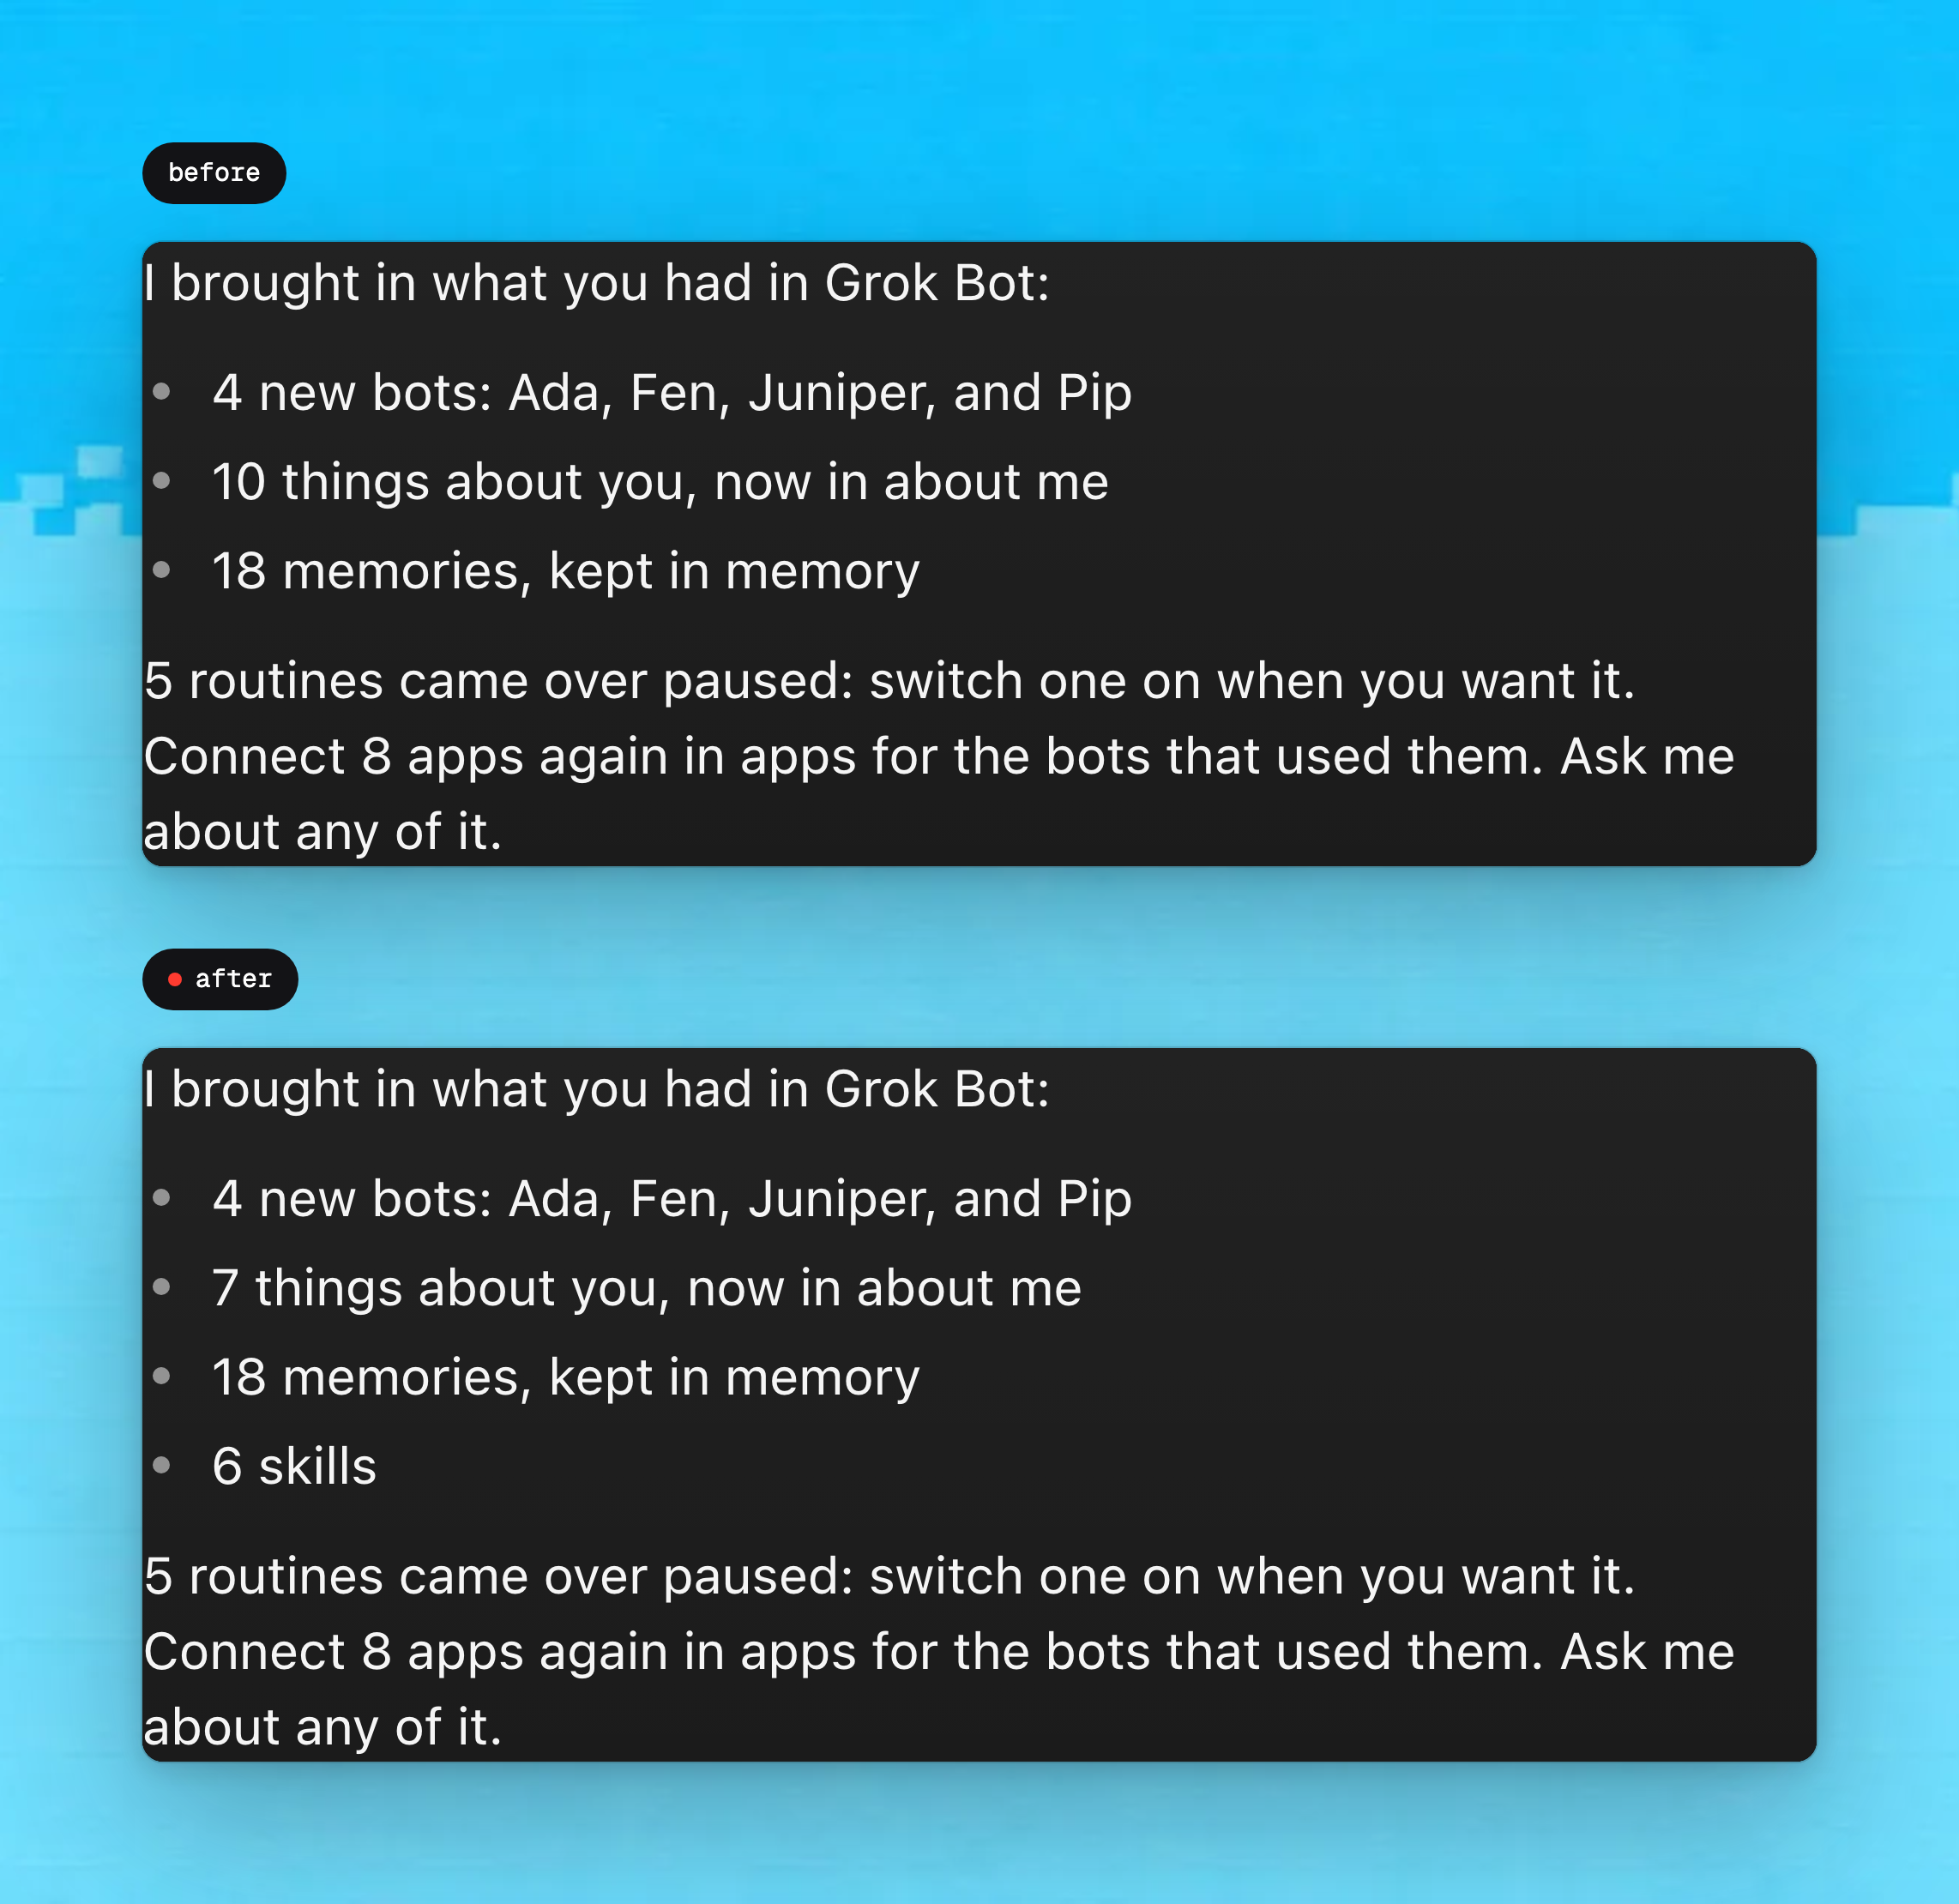 before
I brought in what you had in Grok Bot:
4 new bots: Ada, Fen, Juniper, and Pip
10 things about you, now in about me
18 memories, kept in memory
5 routines came over paused: switch one on when you want it.
Connect 8 apps again in apps for the bots that used them. Ask me
about any of it.
after
I brought in what you had in Grok Bot:
4 new bots: Ada, Fen, Juniper, and Pip
7 things about you, now in about me
18 memories, kept in memory
6 skills
5 routines came over paused: switch one on when you want it.
Connect 8 apps again in apps for the bots that used them. Ask me
about any of it.